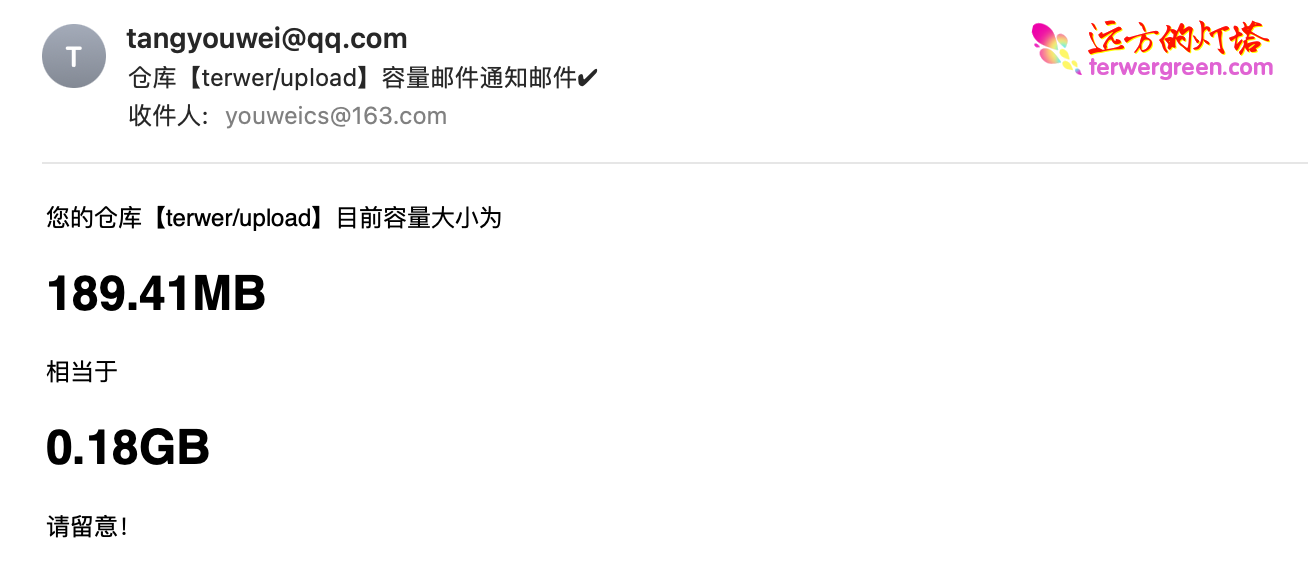 T
tangyouwei@qq.com
仓库【terwer/upload】容量邮件通知邮件✔
收件人： youweics@163.com
远方的灯塔
terwergreen.com
您的仓库【terwer/upload】目前容量大小为
189.41MB
相当于
0.18GB
请留意！